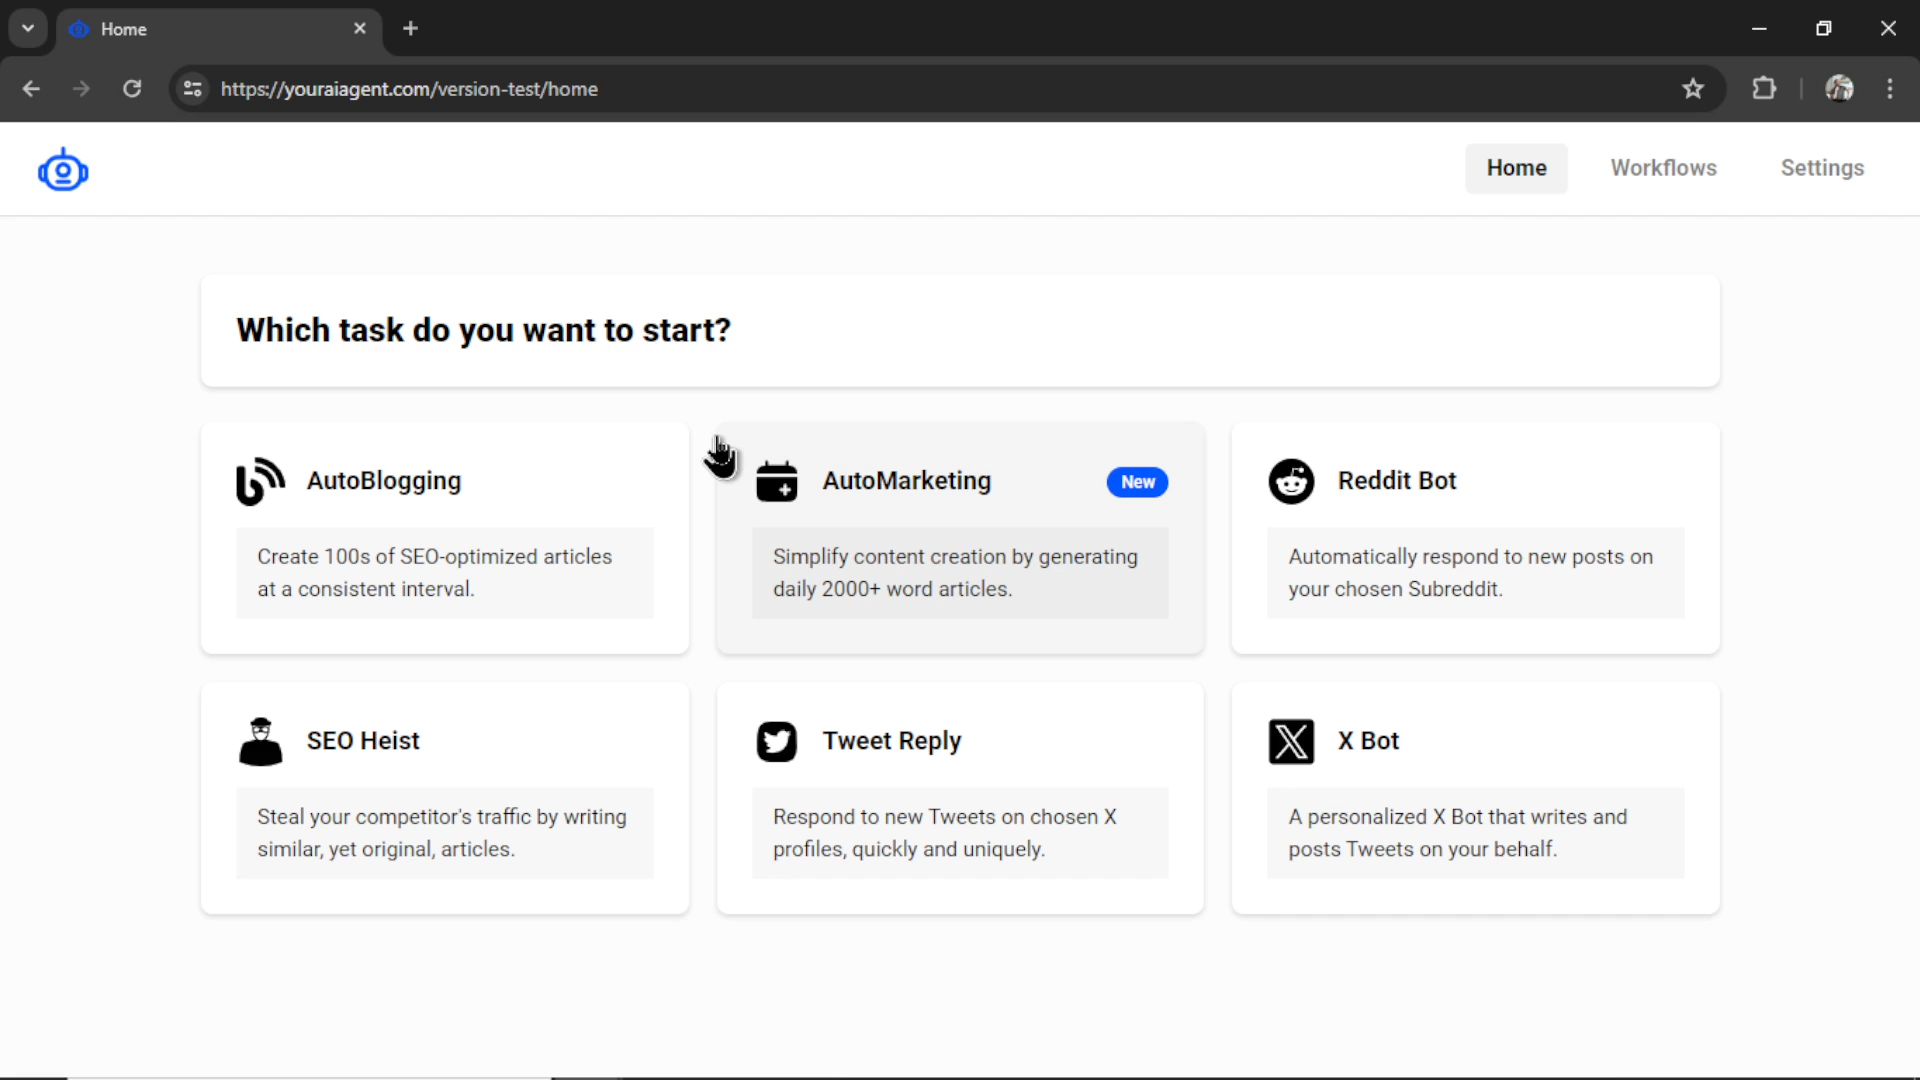 Home
https://youraiagent.com/version-test/home
Home
Workflows
Settings
Which task do you want to start?
AutoBlogging
Create 100s of SEO-optimized articles
at a consistent interval.
AutoMarketing
New
Simplify content creation by generating
daily 2000+ word articles.
Reddit Bot
Automatically respond to new posts on
your chosen Subreddit.
SEO Heist
Steal your competitor's traffic by writing
similar, yet original, articles.
Tweet Reply
Respond to new Tweets on chosen X
profiles, quickly and uniquely.
X Bot
A personalized X Bot that writes and
posts Tweets on your behalf.